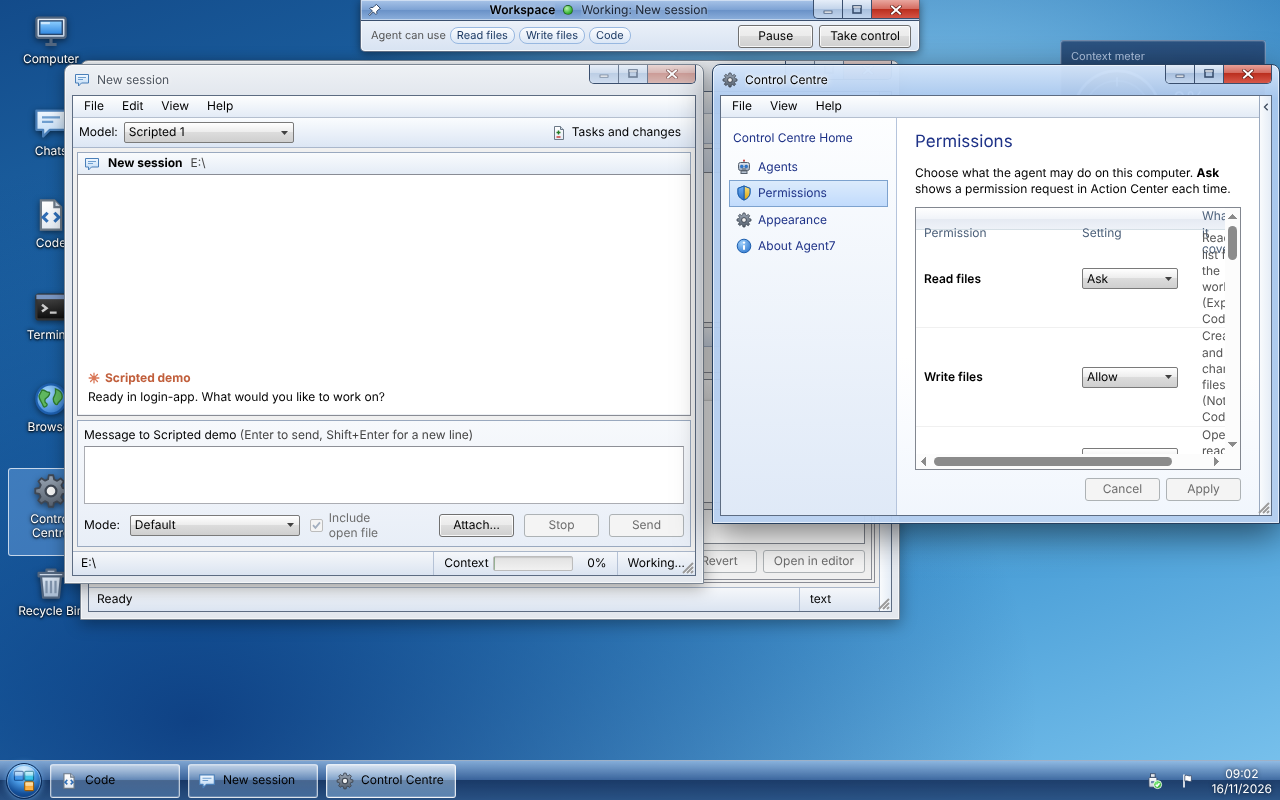 Workspace Working: New session
Agent can use Read files Write files Code Pause Take control
Computer
Chats
Code
Control
Centre
Recycle Bin
Context meter
New session
File Edit View Help
Model: Scripted 1 Tasks and changes
New session E:\
Scripted demo
Ready in login-app. What would you like to work on?
Message to Scripted demo (Enter to send, Shift+Enter for a new line)
Mode: Default Include
open file Attach... Stop Send
E:\ Context 0% Working...
Open in editor
Ready text
Control Centre
File View Help
Control Centre Home
Agents
Permissions
Appearance
About Agent7
Permissions
Choose what the agent may do on this computer. Ask
shows a permission request in Action Center each time.
Permission Setting
Read files Ask
the
Write files Allow
and
files
Cancel Apply
Code New session Control Centre 09:02
16/11/2026